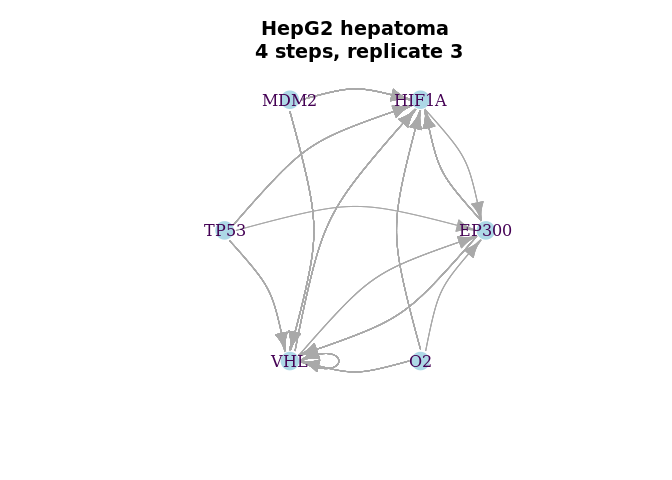 HepG2 hepatoma
4 steps, replicate 3
MDM2
HIF1A
TP53
EP300
VHL
O2